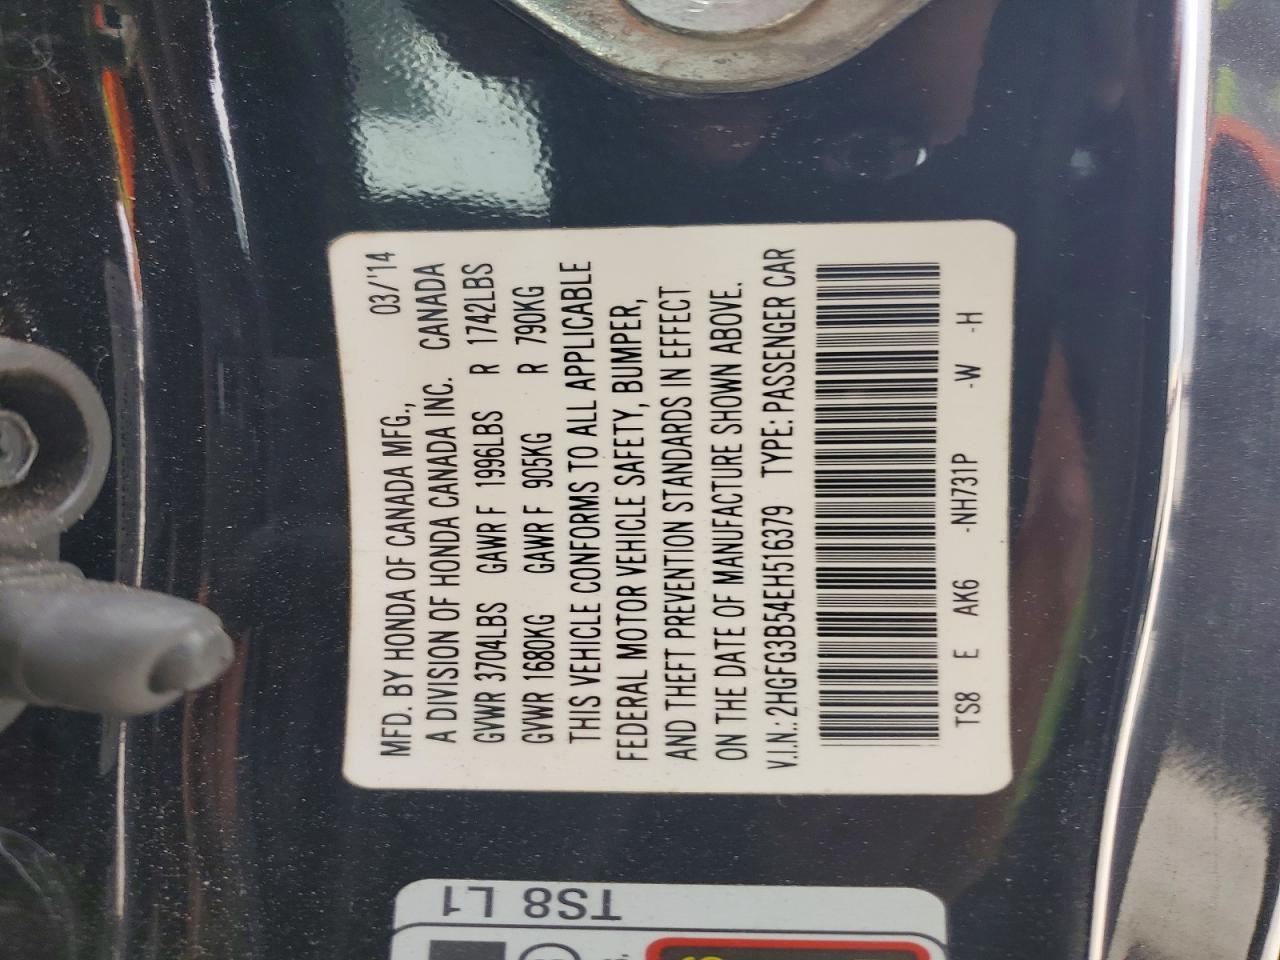 MFD. BY HONDA OF CANADA MFG., 03/'14
A DIVISION OF HONDA CANADA INC. CANADA
GVWR 3704LBS GAWR F 1996LBS R 1742LBS
GVWR 1680KG GAWR F 905KG R 790KG
THIS VEHICLE CONFORMS TO ALL APPLICABLE
FEDERAL MOTOR VEHICLE SAFETY, BUMPER,
AND THEFT PREVENTION STANDARDS IN EFFECT
ON THE DATE OF MANUFACTURE SHOWN ABOVE.
V.I.N.: 2HGFG3B54EH516379 TYPE: PASSENGER CAR
TS8 E AK6 -NH731P -W -H
TS8 L1